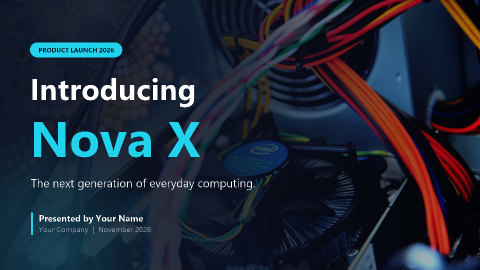 PRODUCT LAUNCH 2026
Introducing
Nova X
The next generation of everyday computing.
Presented by Your Name
Your Company | November 2026
intel